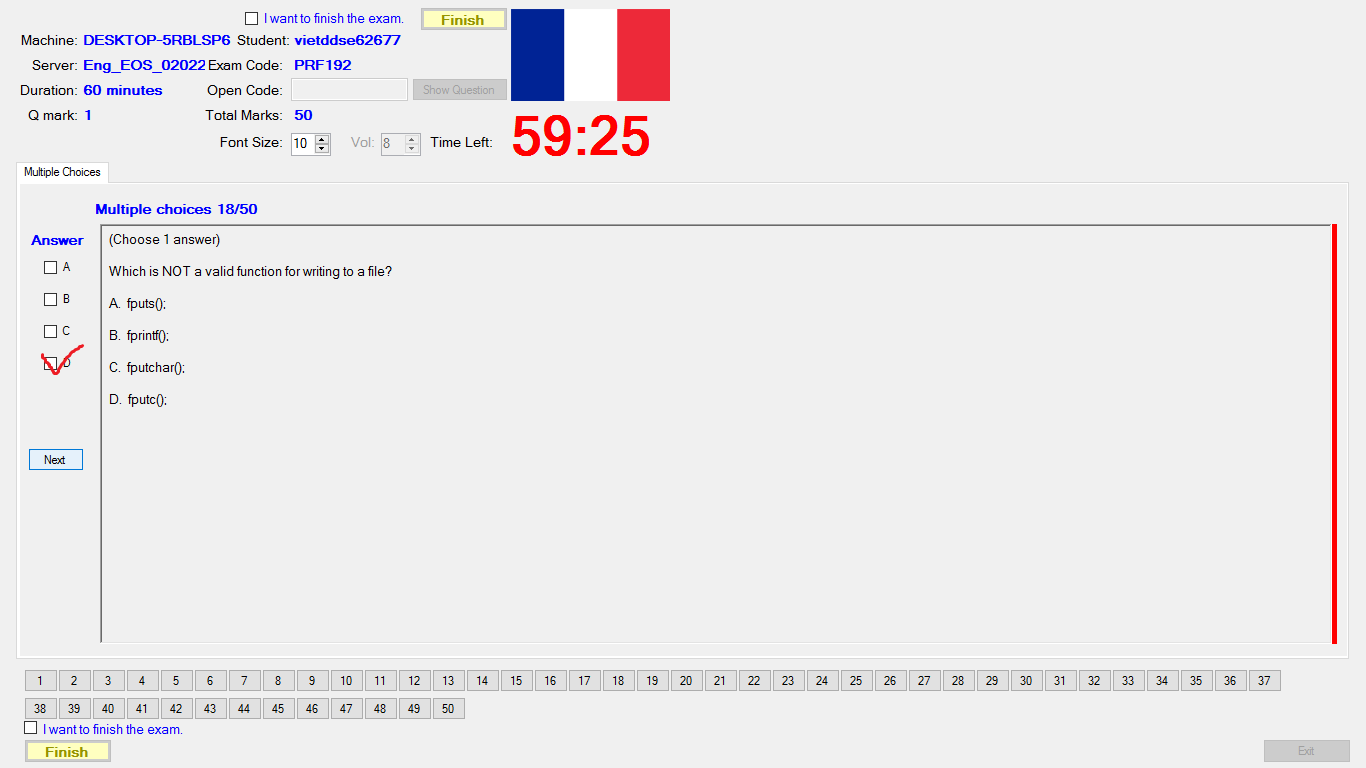 I want to finish the exam. Finish
Machine: DESKTOP-5RBLSP6 Student: vietddse62677
Server: Eng_EOS_02022 Exam Code: PRF192
Duration: 60 minutes Open Code: Show Question
Q mark: 1 Total Marks: 50
Font Size: 10 Vol: 8 Time Left: 59:25
Multiple Choices
Multiple choices 18/50
Answer
(Choose 1 answer)
A
Which is NOT a valid function for writing to a file?
B
A. fputs();
C
B. fprintf();
D
C. fputchar();
D. fputc();
Next
1 2 3 4 5 6 7 8 9 10 11 12 13 14 15 16 17 18 19 20 21 22 23 24 25 26 27 28 29 30 31 32 33 34 35 36 37
38 39 40 41 42 43 44 45 46 47 48 49 50
I want to finish the exam.
Finish Exit